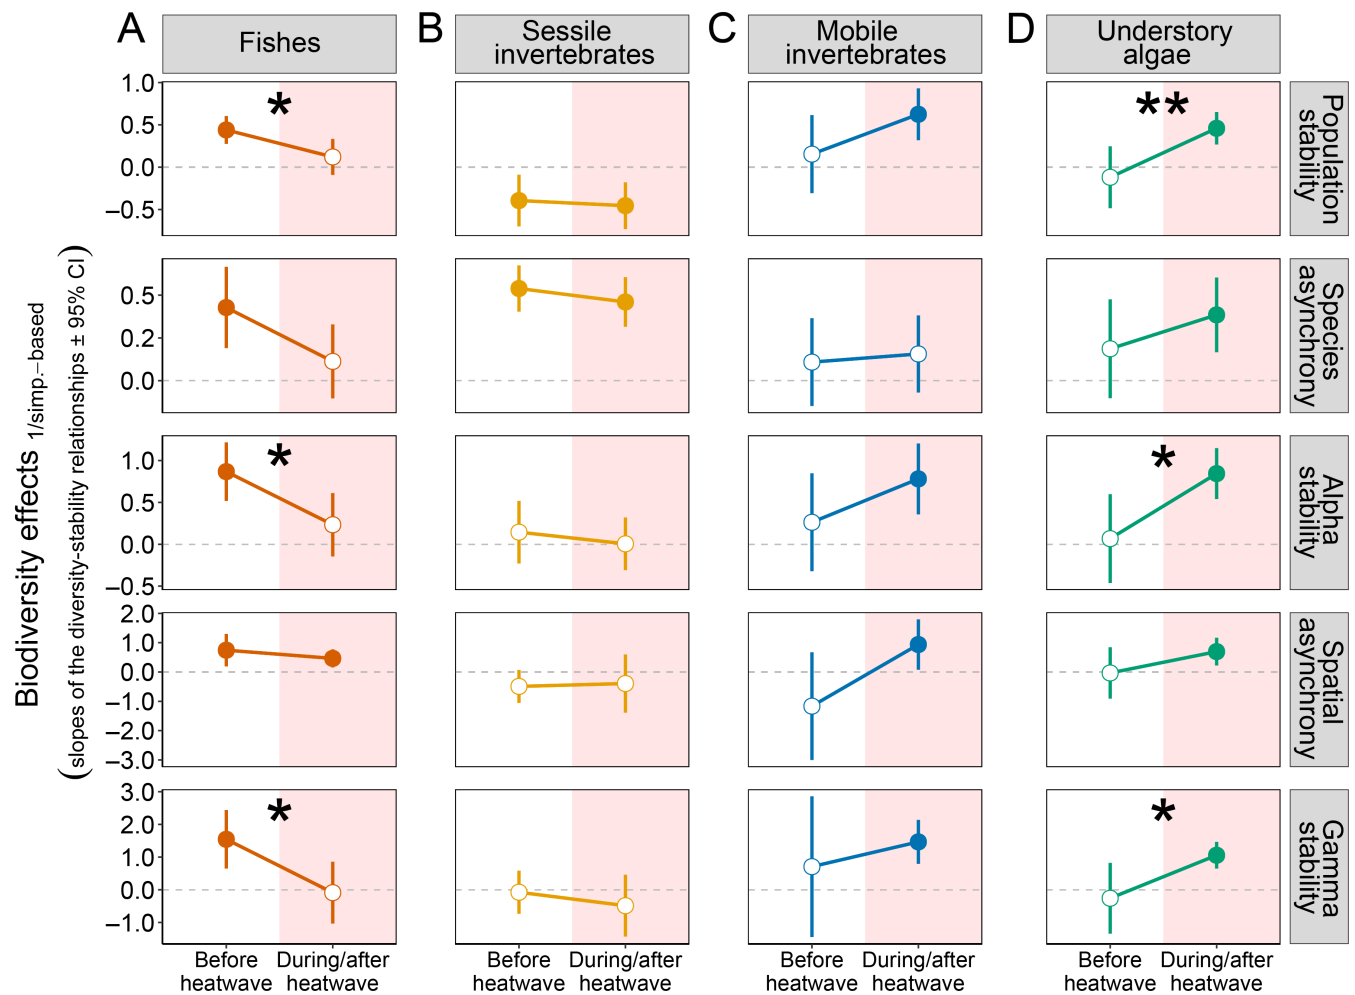 A
Fishes
B
Sessile
invertebrates
C
Mobile
invertebrates
D
Understory
algae
Biodiversity effects 1/simp.–based
(slopes of the diversity-stability relationships ± 95% CI)
1.0
0.5
0.0
–0.5
*
**
Population
stability
0.5
0.2
0.0
Species
asynchrony
1.0
0.5
0.0
–0.5
*
*
Alpha
stability
2.0
1.0
0.0
–1.0
–2.0
–3.0
Spatial
asynchrony
3.0
2.0
1.0
0.0
–1.0
*
*
Gamma
stability
Before
heatwave
During/after
heatwave
Before
heatwave
During/after
heatwave
Before
heatwave
During/after
heatwave
Before
heatwave
During/after
heatwave